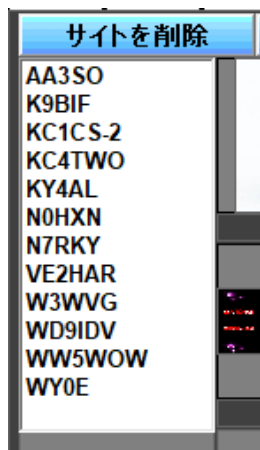 サイトを削除
AA3SO
K9BIF
KC1CS-2
KC4TWO
KY4AL
N0HXN
N7RKY
VE2HAR
W3WVG
WD9IDV
WW5WOW
WY0E